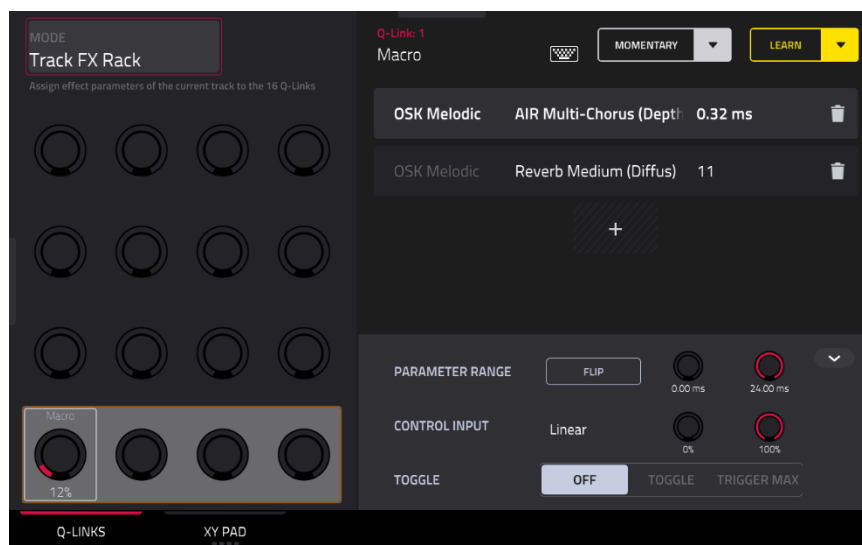 MODE
Track FX Rack
Assign effect parameters of the current track to the 16 Q-Links
Macro
12%
Q-Link: 1
Macro
MOMENTARY
LEARN
OSK Melodic AIR Multi-Chorus (Depth 0.32 ms
OSK Melodic Reverb Medium (Diffus) 11
+
PARAMETER RANGE FLIP 0.00 ms 24.00 ms
CONTROL INPUT Linear 0% 100%
TOGGLE OFF TOGGLE TRIGGER MAX
Q-LINKS XY PAD